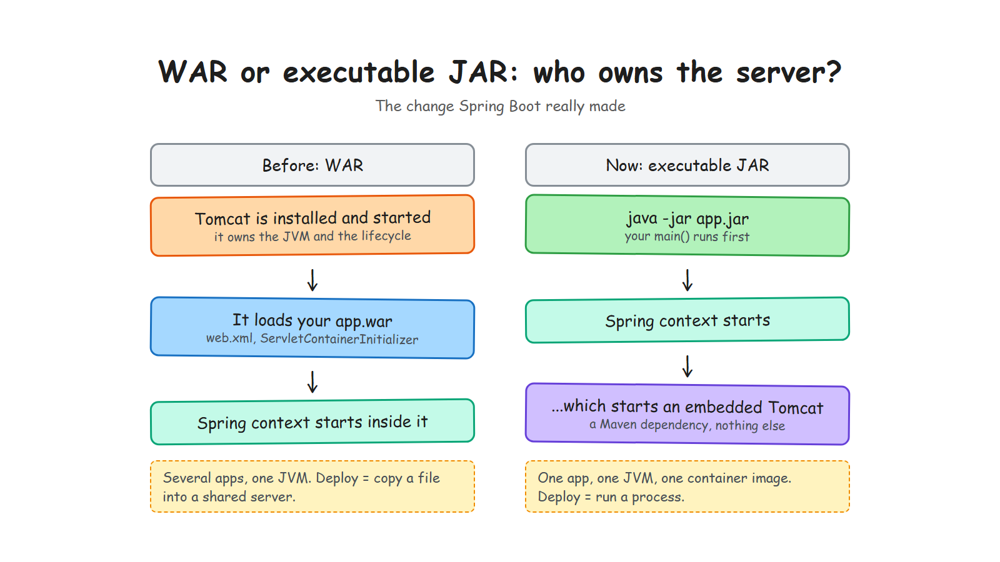 WAR or executable JAR: who owns the server?
The change Spring Boot really made
Before: WAR
Tomcat is installed and started
it owns the JVM and the lifecycle
It loads your app.war
web.xml, ServletContainerInitializer
Spring context starts inside it
Several apps, one JVM. Deploy = copy a file
into a shared server.
Now: executable JAR
java -jar app.jar
your main() runs first
Spring context starts
...which starts an embedded Tomcat
a Maven dependency, nothing else
One app, one JVM, one container image.
Deploy = run a process.